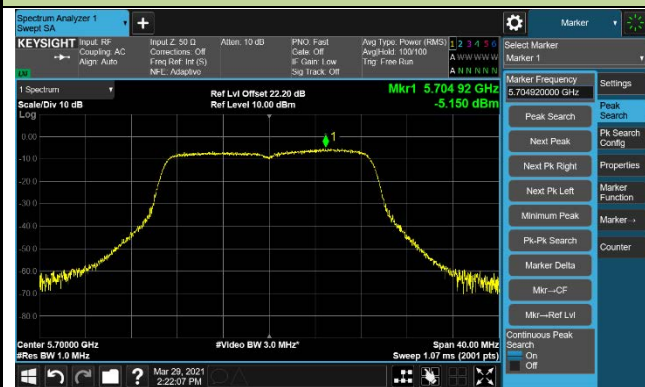 Spectrum Analyzer 1
Swept SA
Marker
KEYSIGHT
Input: RF
Coupling: AC
Align: Auto
Input Z: 50 Ω
Corrections: Off
Freq Ref: Int (S)
NFE: Adaptive
Atten: 10 dB
PNO: Fast
Gate: Off
IF Gain: Low
Sig Track: Off
Avg Type: Power (RMS)
Avg|Hold: 100/100
Trig: Free Run
1 2 3 4 5 6
A W W W W W
A N N N N N
Select Marker
Marker 1
1 Spectrum
Scale/Div 10 dB
Log
Ref Lvl Offset 22.20 dB
Ref Level 10.00 dBm
Mkr1 5.704 92 GHz
-5.150 dBm
1
0.00
-10.0
-20.0
-30.0
-40.0
-50.0
-60.0
-70.0
-80.0
Center 5.70000 GHz
#Res BW 1.0 MHz
#Video BW 3.0 MHz*
Span 40.00 MHz
Sweep 1.07 ms (2001 pts)
Marker Frequency
5.704920000 GHz
Peak Search
Next Peak
Next Pk Right
Next Pk Left
Minimum Peak
Pk-Pk Search
Marker Delta
Mkr→CF
Mkr→Ref Lvl
Continuous Peak
Search
On
Off
Settings
Peak
Search
Pk Search
Config
Properties
Marker
Function
Marker→
Counter
?
Mar 29, 2021
2:22:07 PM